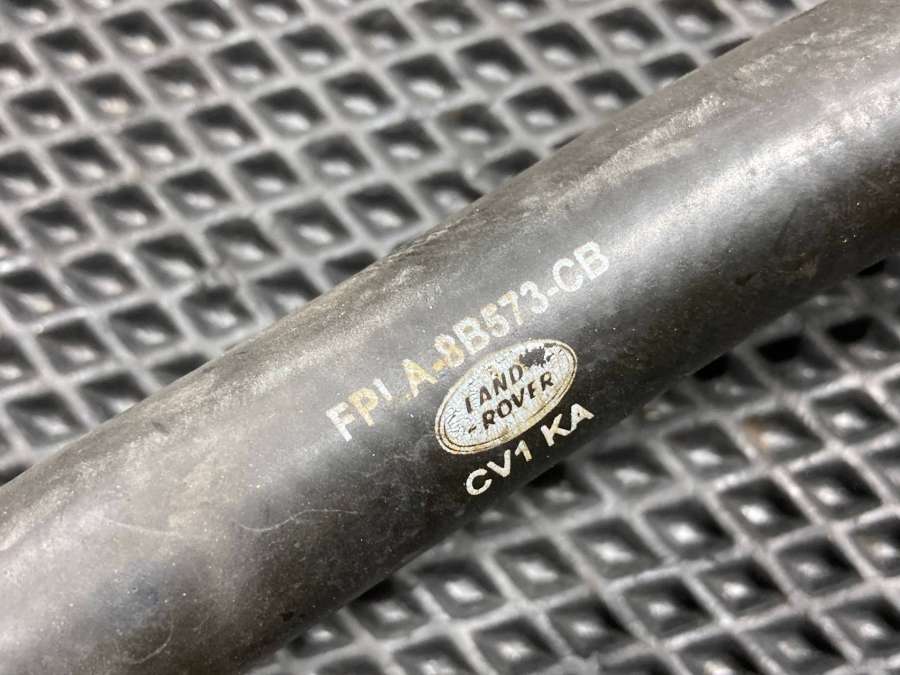 FPLA-8B573-CB
LAND
-ROVER
CV1 KA